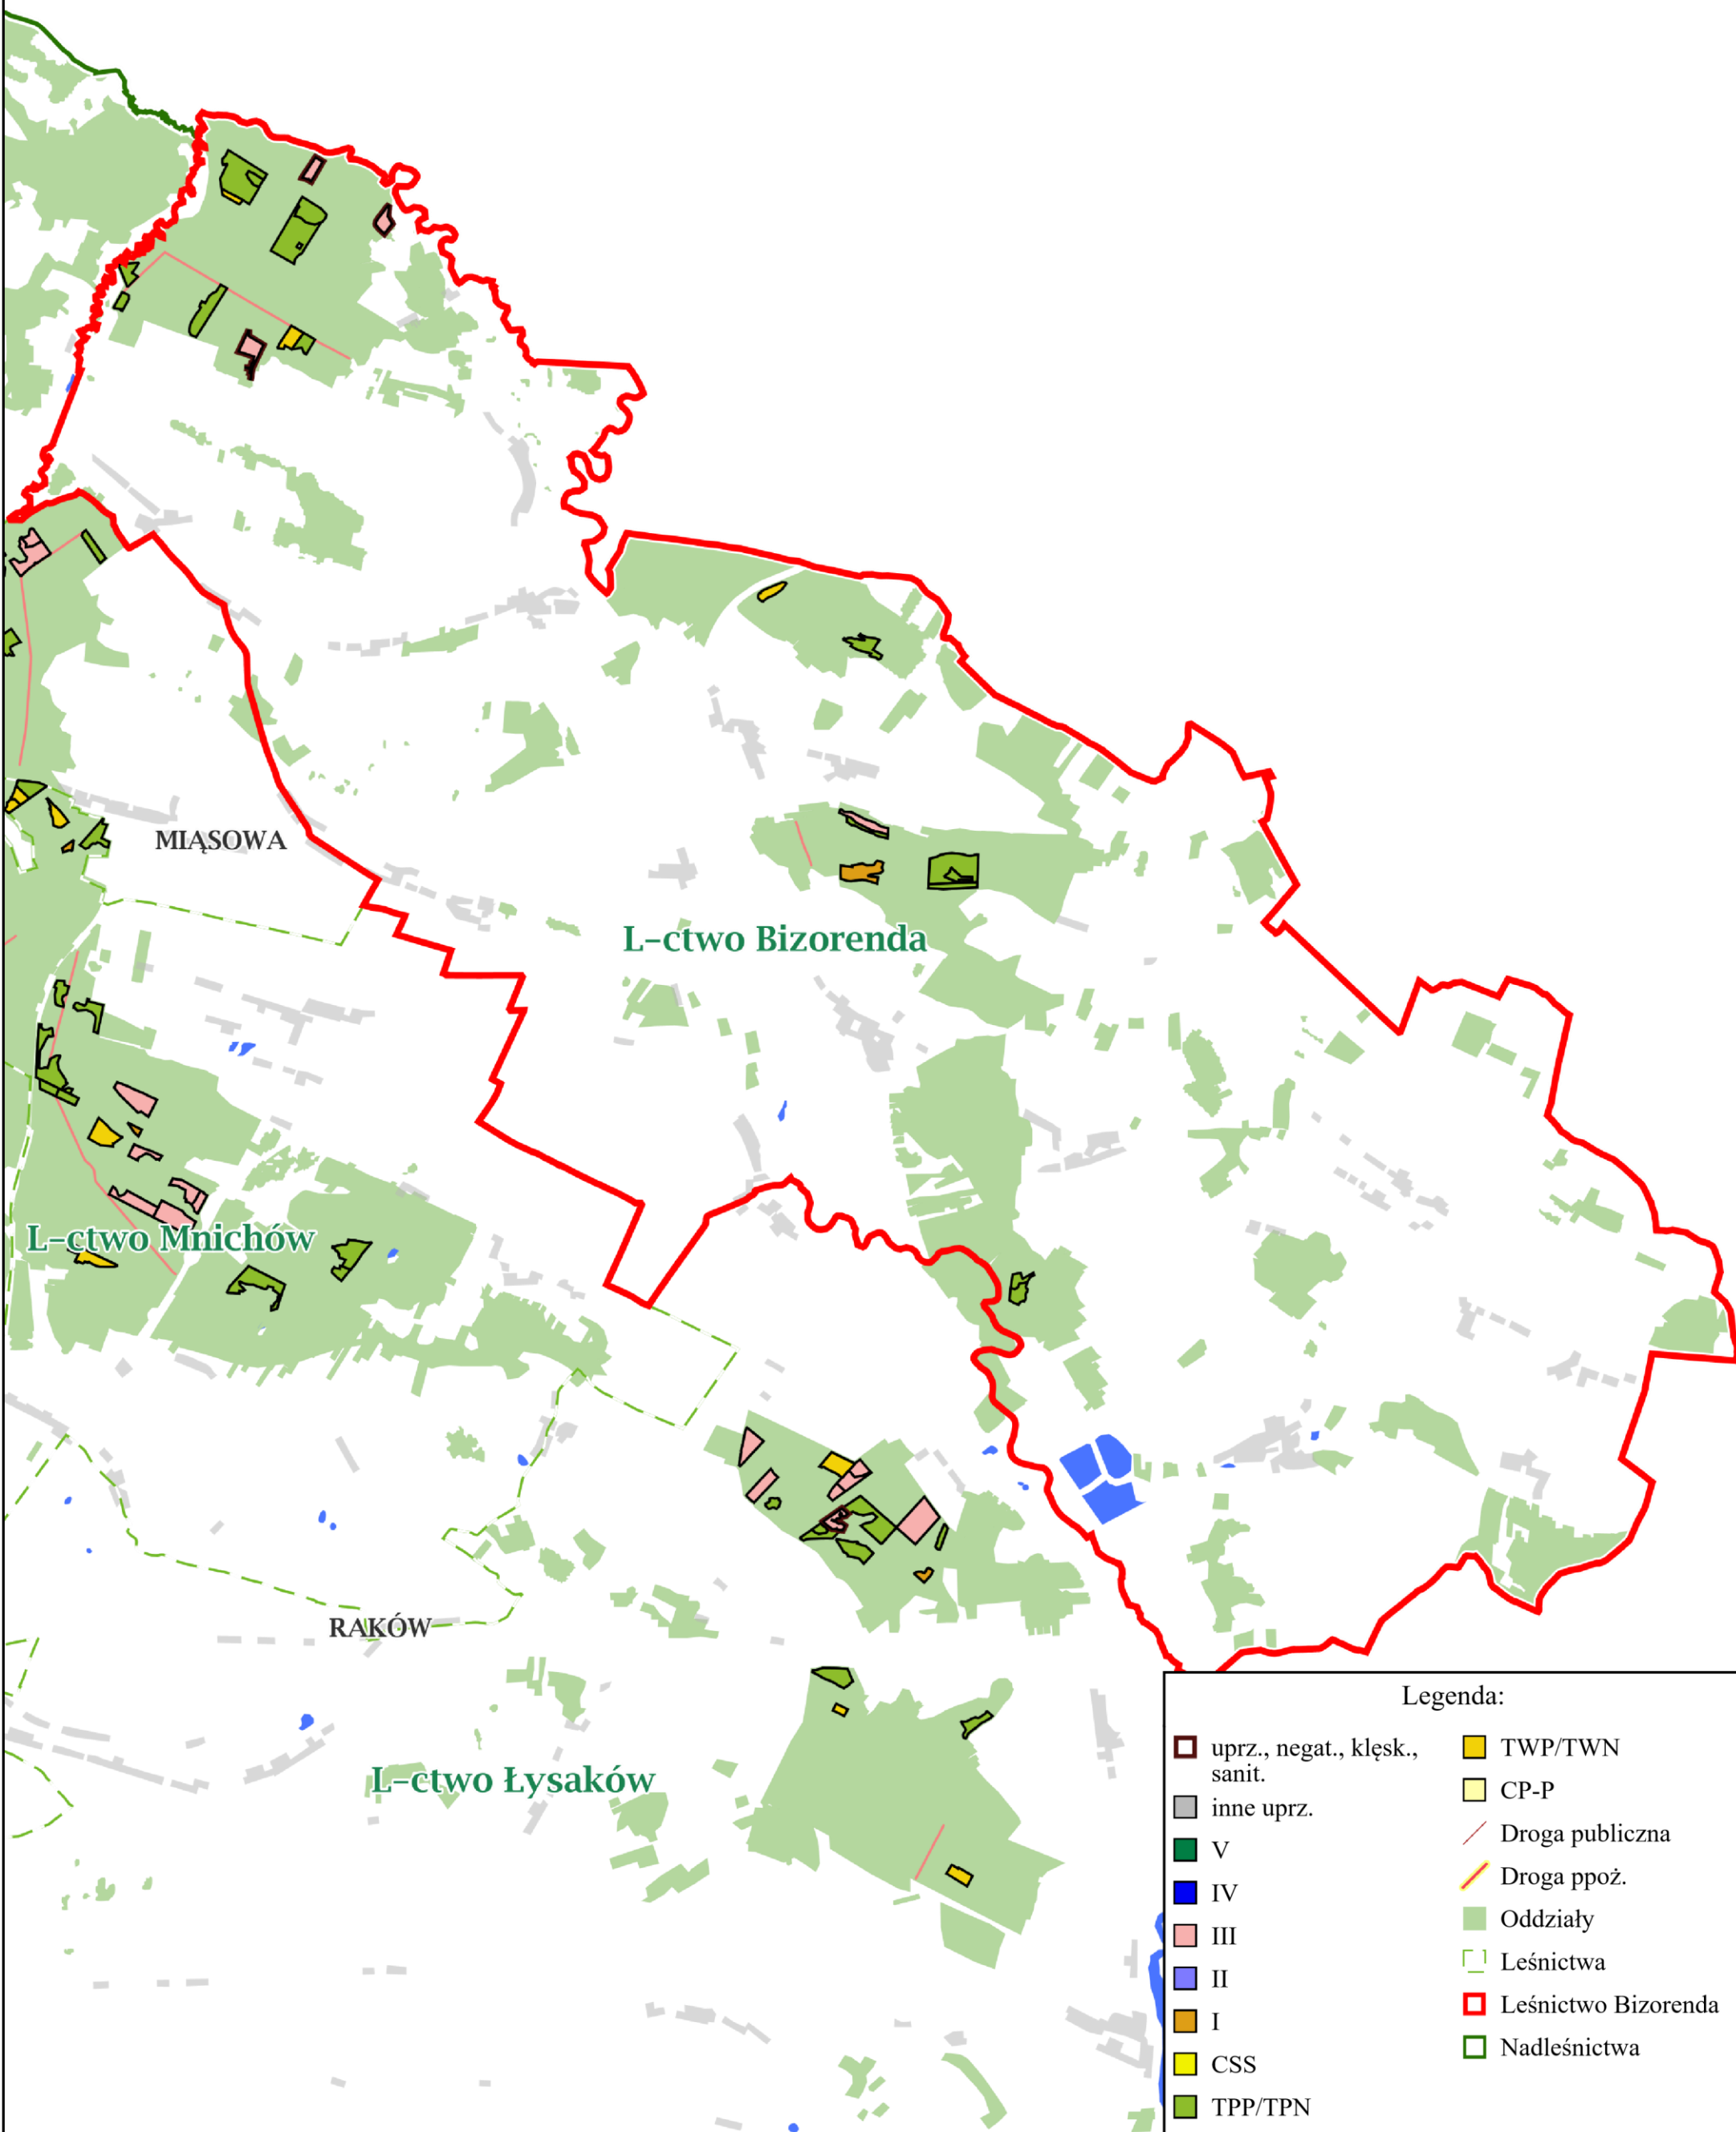 MIĄSOWA
L-ctwo Bizorenda
L-ctwo Mnichów
RAKÓW
L-ctwo Łysaków
Legenda:
uprz., negat., klęsk.,
sanit.
inne uprz.
V
IV
III
II
I
CSS
TPP/TPN
TWP/TWN
CP-P
Droga publiczna
Droga ppoż.
Oddziały
Leśnictwa
Leśnictwo Bizorenda
Nadleśnictwa